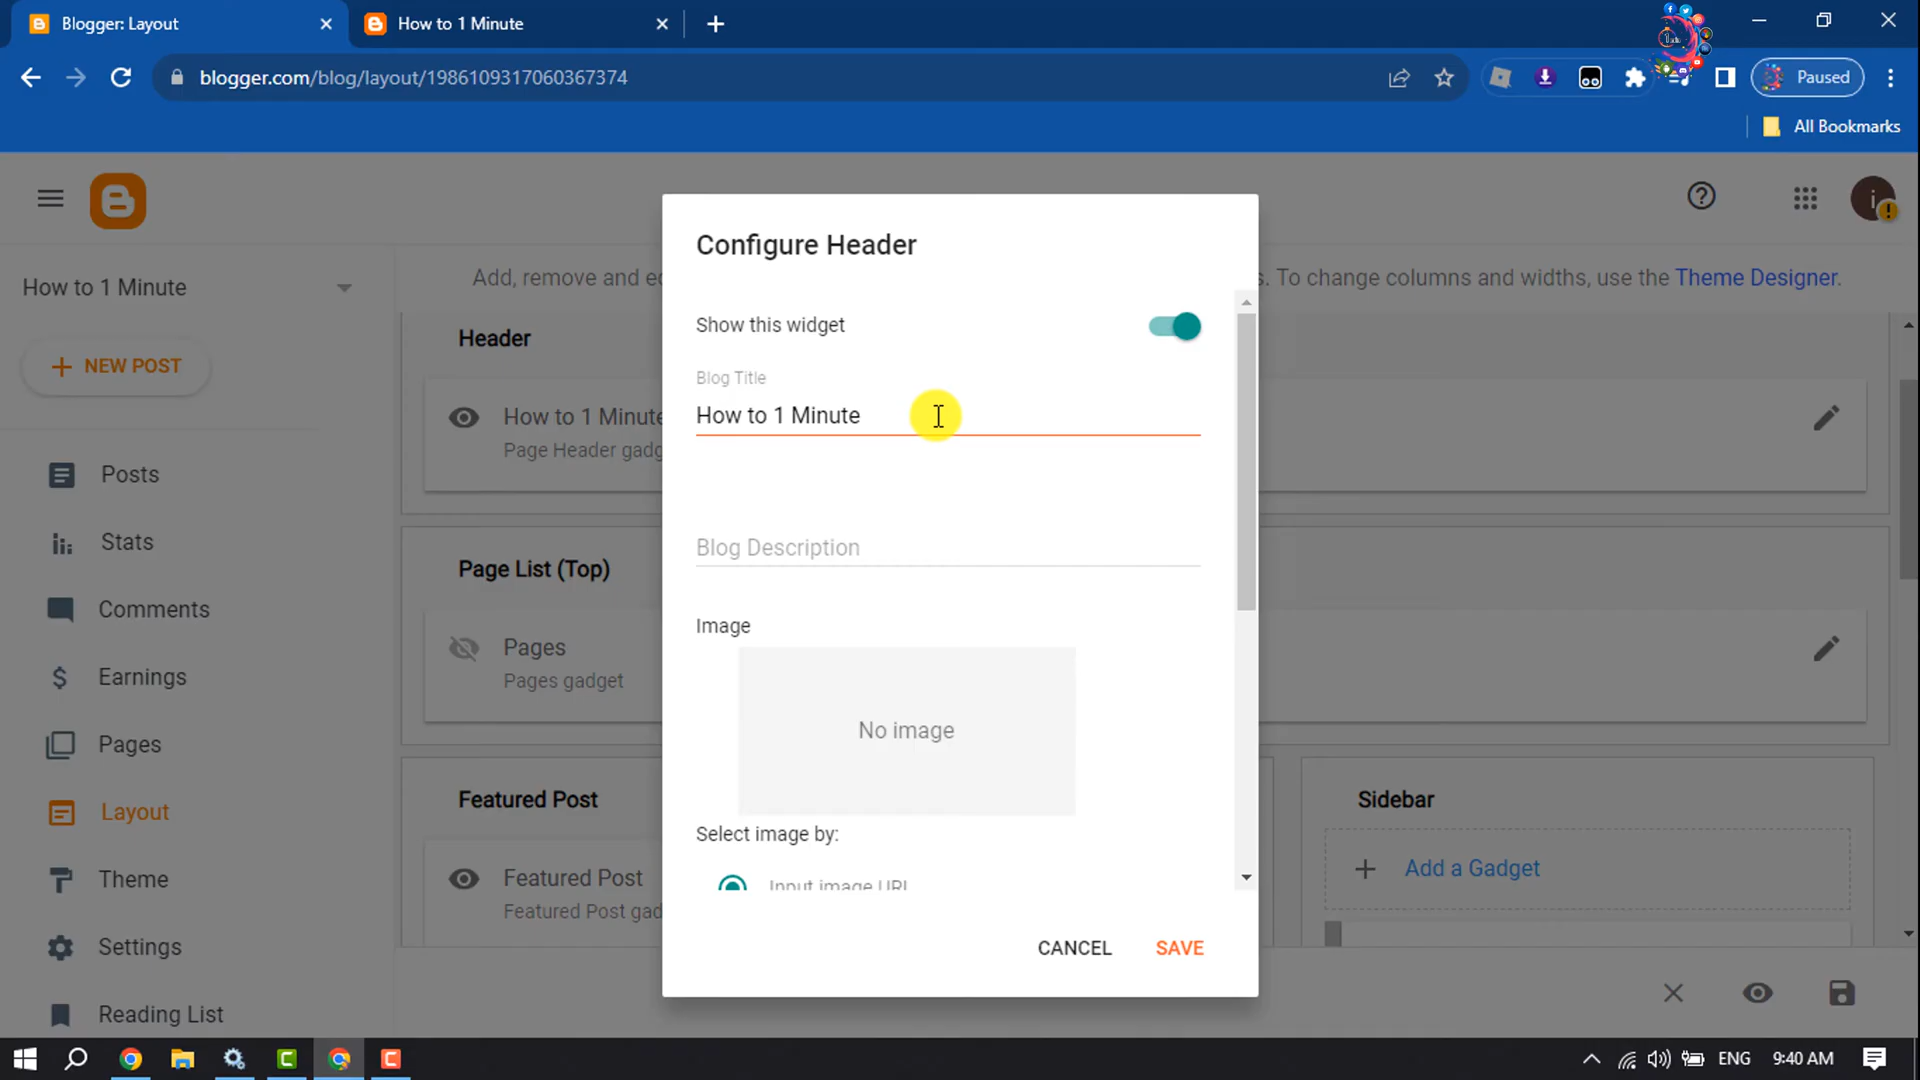 Blogger: Layout
How to 1 Minute
blogger.com/blog/layout/1986109317060367374
Paused
All Bookmarks
How to 1 Minute
NEW POST
Posts
Stats
Comments
Earnings
Pages
Layout
Theme
Settings
Reading List
Add, remove and e
s. To change columns and widths, use the Theme Designer.
Header
How to 1 Minute
Page Header gadg
Page List (Top)
Pages
Pages gadget
Featured Post
Featured Post
Featured Post gad
Sidebar
Add a Gadget
Configure Header
Show this widget
Blog Title
How to 1 Minute
Blog Description
Image
No image
Select image by:
Input image URL
CANCEL
SAVE
ENG
9:40 AM